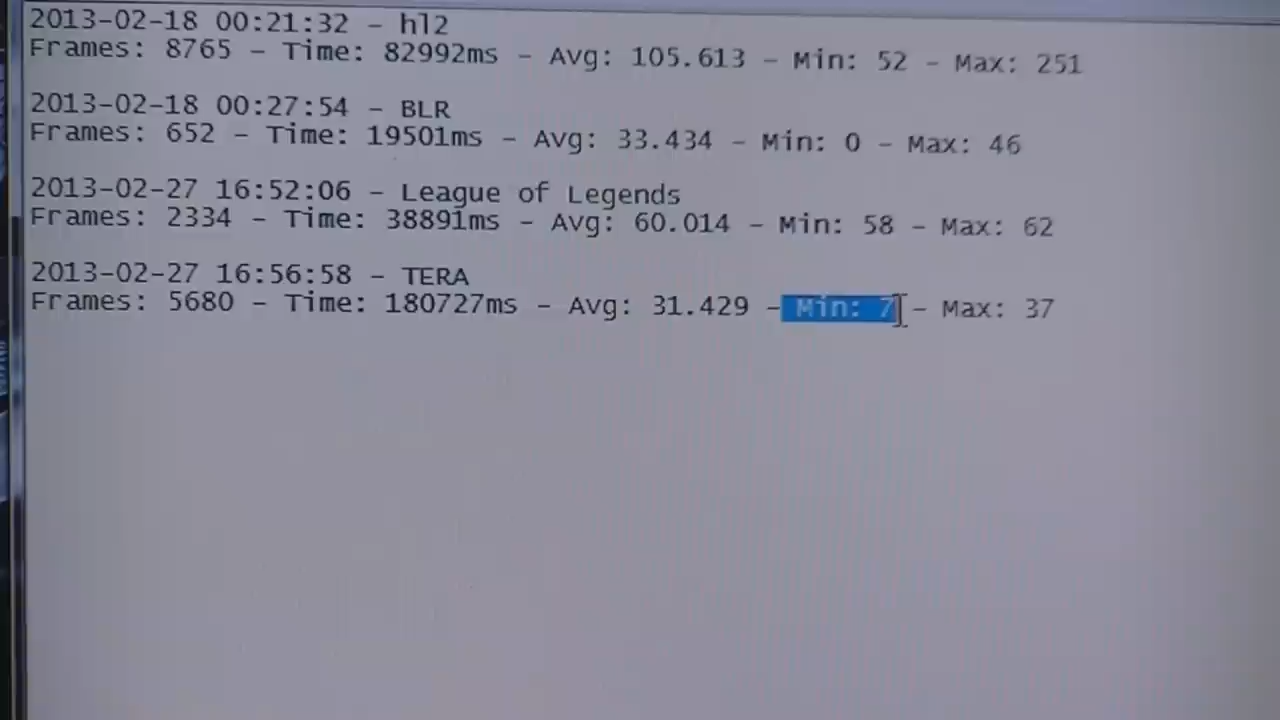 2013-02-18 00:21:32 - hl2
Frames: 8765 - Time: 82992ms - Avg: 105.613 - Min: 52 - Max: 251
2013-02-18 00:27:54 - BLR
Frames: 652 - Time: 19501ms - Avg: 33.434 - Min: 0 - Max: 46
2013-02-27 16:52:06 - League of Legends
Frames: 2334 - Time: 38891ms - Avg: 60.014 - Min: 58 - Max: 62
2013-02-27 16:56:58 - TERA
Frames: 5680 - Time: 180727ms - Avg: 31.429 - Min: 7 - Max: 37